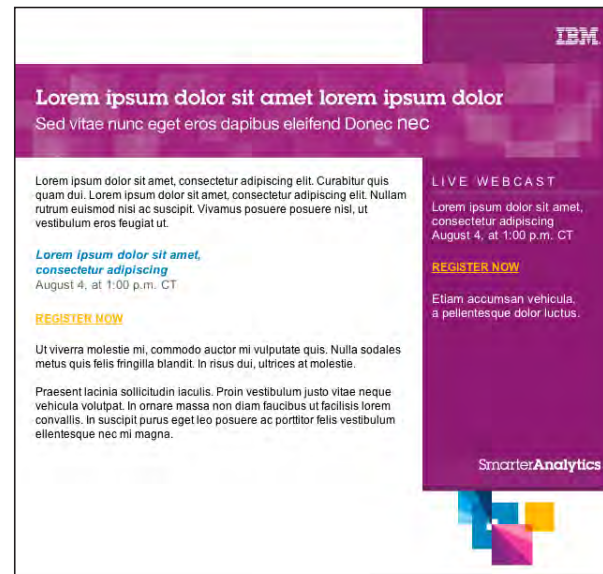 IBM
Lorem ipsum dolor sit amet lorem ipsum dolor
Sed vitae nunc eget eros dapibus eleifend Donec nec
Lorem ipsum dolor sit amet, consectetur adipiscing elit. Curabitur quis
quam dui. Lorem ipsum dolor sit amet, consectetur adipiscing elit. Nullam
rutrum euismod nisi ac suscipit. Vivamus posuere posuere nisl, ut
vestibulum eros feugiat ut.
Lorem ipsum dolor sit amet,
consectetur adipiscing
August 4, at 1:00 p.m. CT
REGISTER NOW
Ut viverra molestie mi, commodo auctor mi vulputate quis. Nulla sodales
metus quis felis fringilla blandit. In risus dui, ultrices at molestie.
Praesent lacinia sollicitudin iaculis. Proin vestibulum justo vitae neque
vehicula volutpat. In ornare massa non diam faucibus ut facilisis lorem
convallis. In suscipit purus eget leo posuere ac porttitor felis vestibulum
ellentesque nec mi magna.
LIVE WEBCAST
Lorem ipsum dolor sit amet,
consectetur adipiscing
August 4, at 1:00 p.m. CT
REGISTER NOW
Etiam accumsan vehicula,
a pellentesque dolor luctus.
SmarterAnalytics